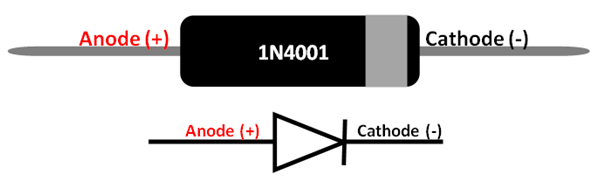 Anode (+) 1N4001 Cathode (-)
Anode (+) Cathode (-)